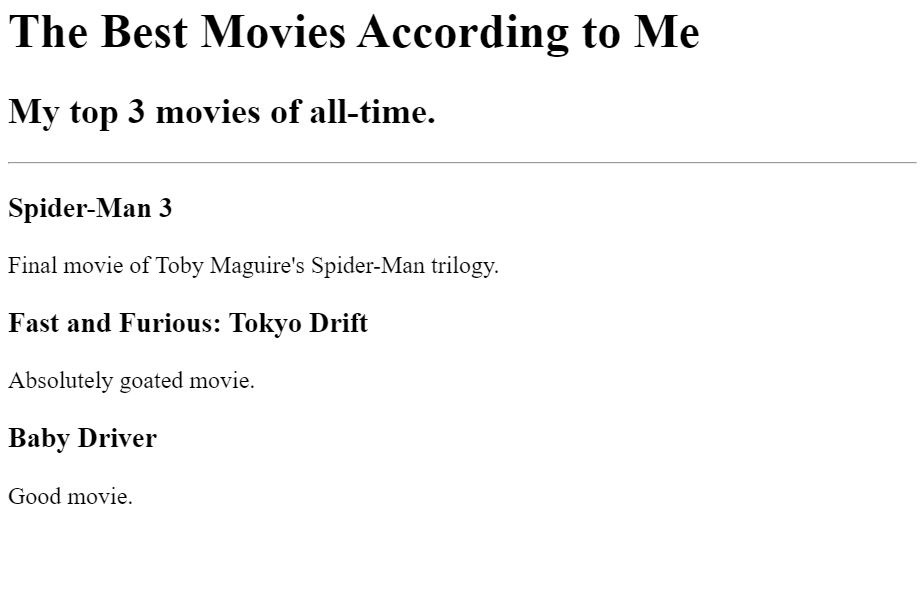 The Best Movies According to Me
My top 3 movies of all-time.
Spider-Man 3
Final movie of Toby Maguire's Spider-Man trilogy.
Fast and Furious: Tokyo Drift
Absolutely goated movie.
Baby Driver
Good movie.